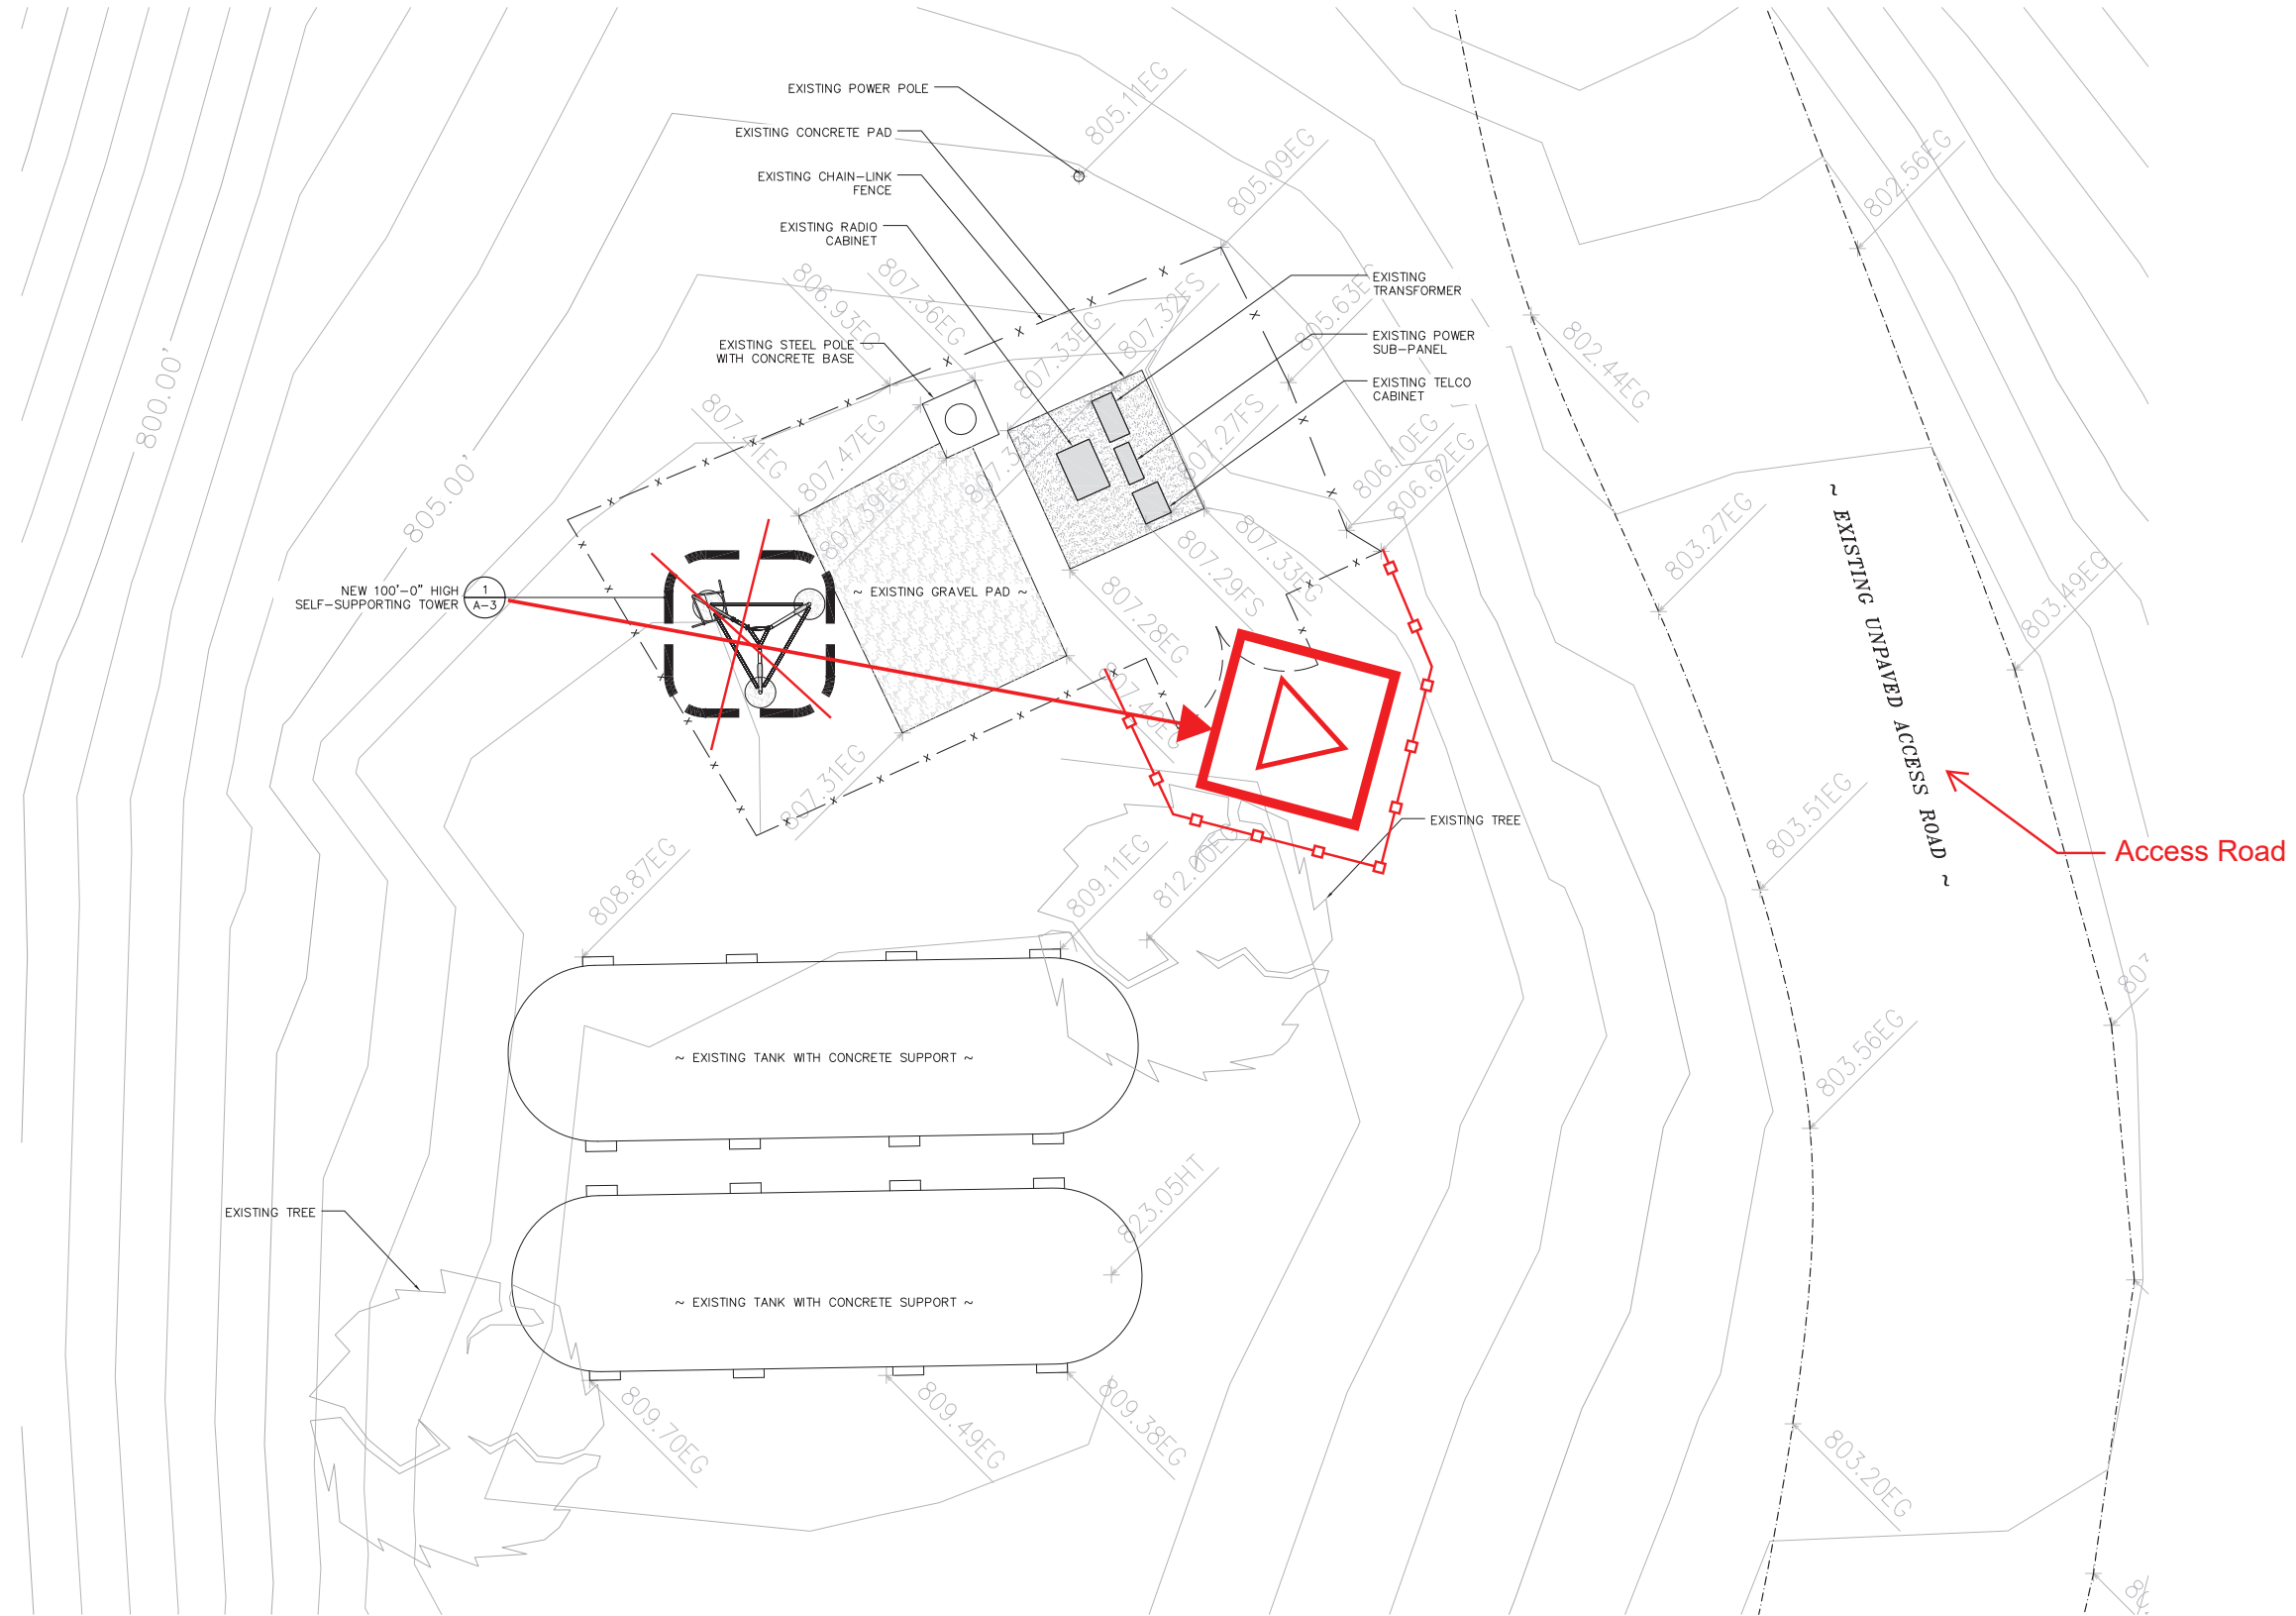 EXISTING POWER POLE
805.11EG
EXISTING CONCRETE PAD
805.09EG
802.56EG
EXISTING CHAIN-LINK
FENCE
EXISTING RADIO
CABINET
806.93EG
807.36EG
807.33EG
807.32FS
EXISTING
TRANSFORMER
805.63EG
802.44EG
EXISTING STEEL POLE
WITH CONCRETE BASE
EXISTING POWER
SUB-PANEL
EXISTING TELCO
CABINET
800.00'
805.00'
807.47EG
807.39EG
807.27FS
806.10EG
806.62EG
803.27EG
~ EXISTING UNPAVED ACCESS ROAD ~
NEW 100'-0" HIGH
SELF-SUPPORTING TOWER
1
A-3
~ EXISTING GRAVEL PAD ~
807.29FS
807.33EG
807.28EG
803.49EG
807.31EG
EXISTING TREE
803.51EG
Access Road
808.87EG
809.11EG
812.00EG
803.56EG
~ EXISTING TANK WITH CONCRETE SUPPORT ~
823.05HT
EXISTING TREE
~ EXISTING TANK WITH CONCRETE SUPPORT ~
809.70EG
809.49EG
809.38EG
803.20EG